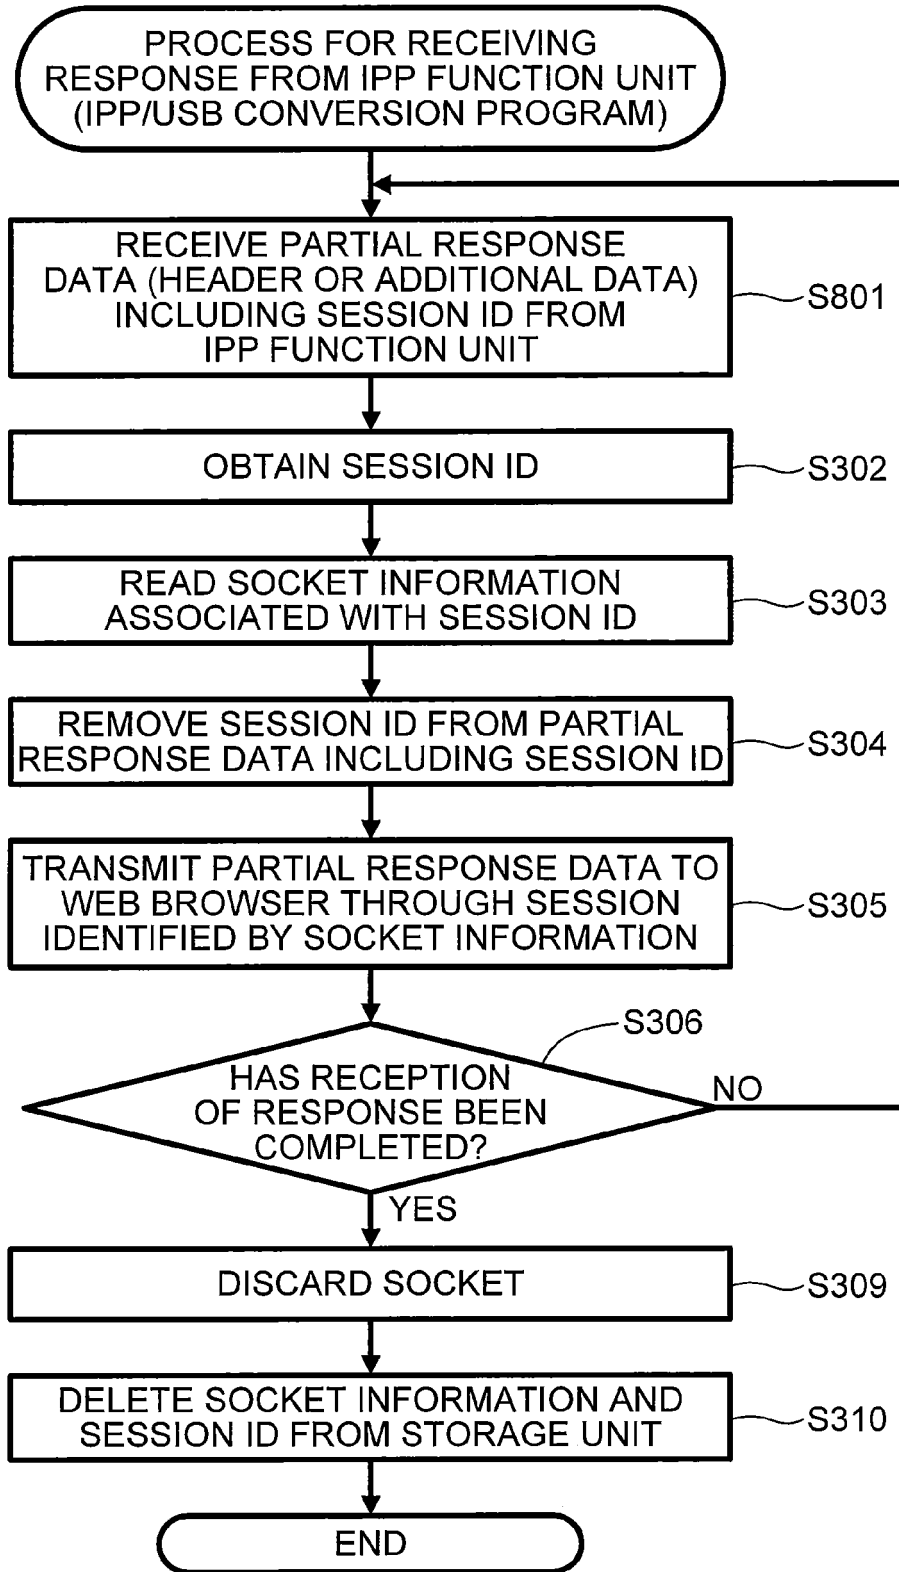 PROCESS FOR RECEIVING
RESPONSE FROM IPP FUNCTION UNIT
(IPP/USB CONVERSION PROGRAM)
RECEIVE PARTIAL RESPONSE
DATA (HEADER OR ADDITIONAL DATA)
INCLUDING SESSION ID FROM
IPP FUNCTION UNIT
S801
OBTAIN SESSION ID
S302
READ SOCKET INFORMATION
ASSOCIATED WITH SESSION ID
S303
REMOVE SESSION ID FROM PARTIAL
RESPONSE DATA INCLUDING SESSION ID
S304
TRANSMIT PARTIAL RESPONSE DATA TO
WEB BROWSER THROUGH SESSION
IDENTIFIED BY SOCKET INFORMATION
S305
S306
HAS RECEPTION
OF RESPONSE BEEN
COMPLETED?
NO
YES
DISCARD SOCKET
S309
DELETE SOCKET INFORMATION AND
SESSION ID FROM STORAGE UNIT
S310
END